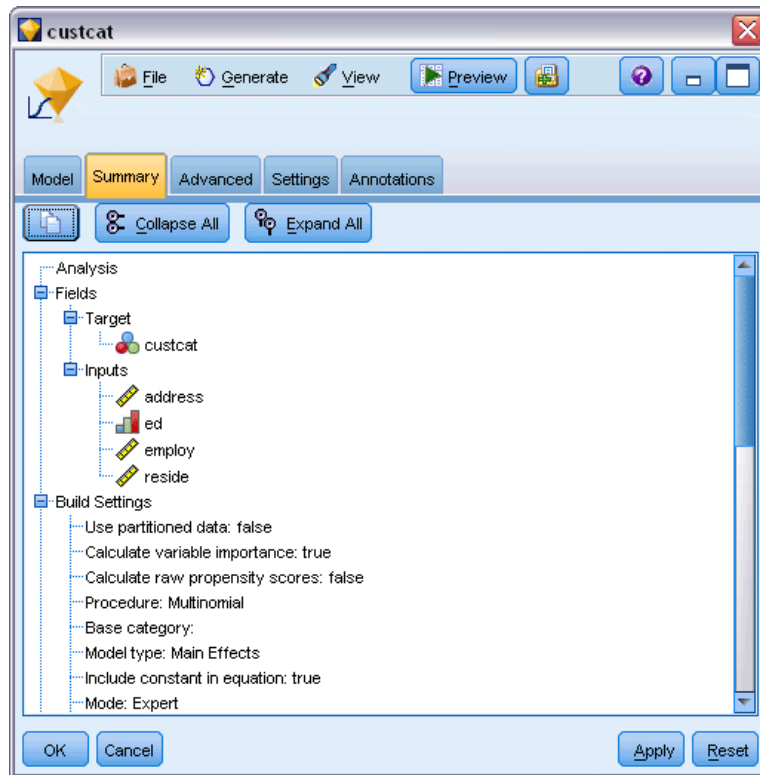 custcat
File Generate View Preview
Model Summary Advanced Settings Annotations
Collapse All Expand All
Analysis
Fields
Target
custcat
Inputs
address
ed
employ
reside
Build Settings
Use partitioned data: false
Calculate variable importance: true
Calculate raw propensity scores: false
Procedure: Multinomial
Base category:
Model type: Main Effects
Include constant in equation: true
Mode: Expert
OK Cancel Apply Reset